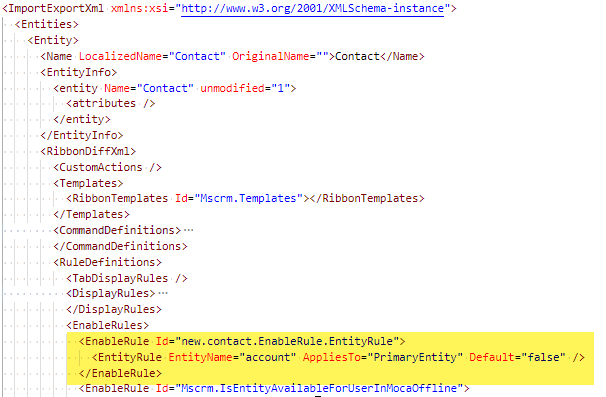 <ImportExportXml xmlns:xsi="http://www.w3.org/2001/XMLSchema-instance">
<Entities>
<Entity>
<Name LocalizedName="Contact" OriginalName="">Contact</Name>
<EntityInfo>
<entity Name="Contact" unmodified="1">
<attributes />
</entity>
</EntityInfo>
<RibbonDiffXml>
<CustomActions />
<Templates>
<RibbonTemplates Id="Mscrm.Templates"></RibbonTemplates>
</Templates>
<CommandDefinitions>...
</CommandDefinitions>
<RuleDefinitions>
<TabDisplayRules />
<DisplayRules>...
</DisplayRules>
<EnableRules>
<EnableRule Id="new.contact.EnableRule.EntityRule">
<EntityRule EntityName="account" AppliesTo="PrimaryEntity" Default="false" />
</EnableRule>
<EnableRule Id="Mscrm.IsEntityAvailableForUserInMocaOffline">